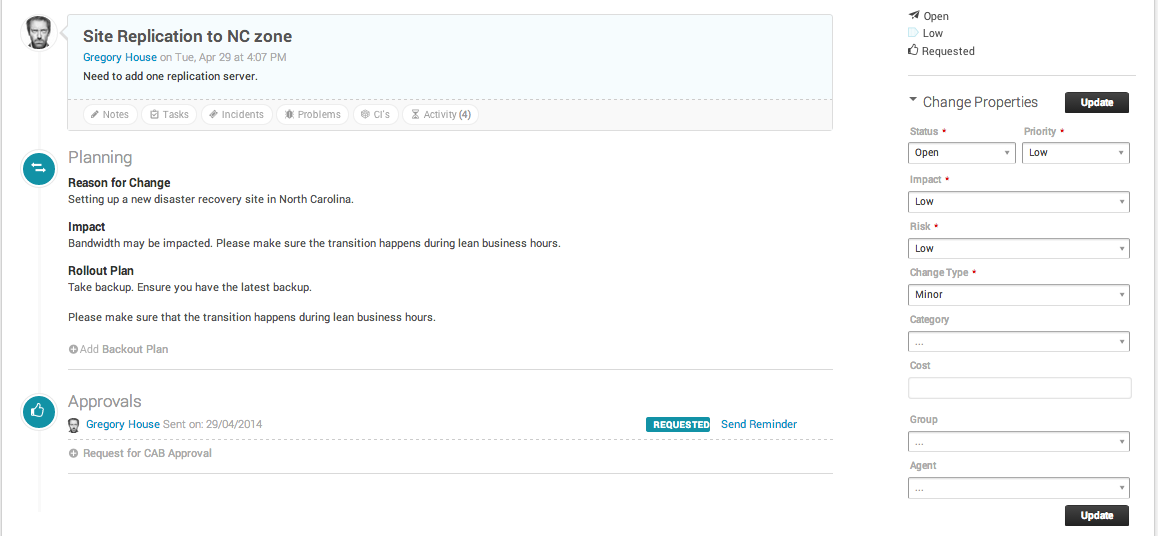 Site Replication to NC zone
Gregory House on Tue, Apr 29 at 4:07 PM
Need to add one replication server.
Notes Tasks Incidents Problems CI's Activity (4)
Planning
Reason for Change
Setting up a new disaster recovery site in North Carolina.
Impact
Bandwidth may be impacted. Please make sure the transition happens during lean business hours.
Rollout Plan
Take backup. Ensure you have the latest backup.
Please make sure that the transition happens during lean business hours.
Add Backout Plan
Approvals
Gregory House Sent on: 29/04/2014 REQUESTED Send Reminder
Request for CAB Approval
Open
Low
Requested
Change Properties Update
Status * Priority *
Open Low
Impact *
Low
Risk *
Low
Change Type *
Minor
Category
...
Cost
Group
...
Agent
...
Update